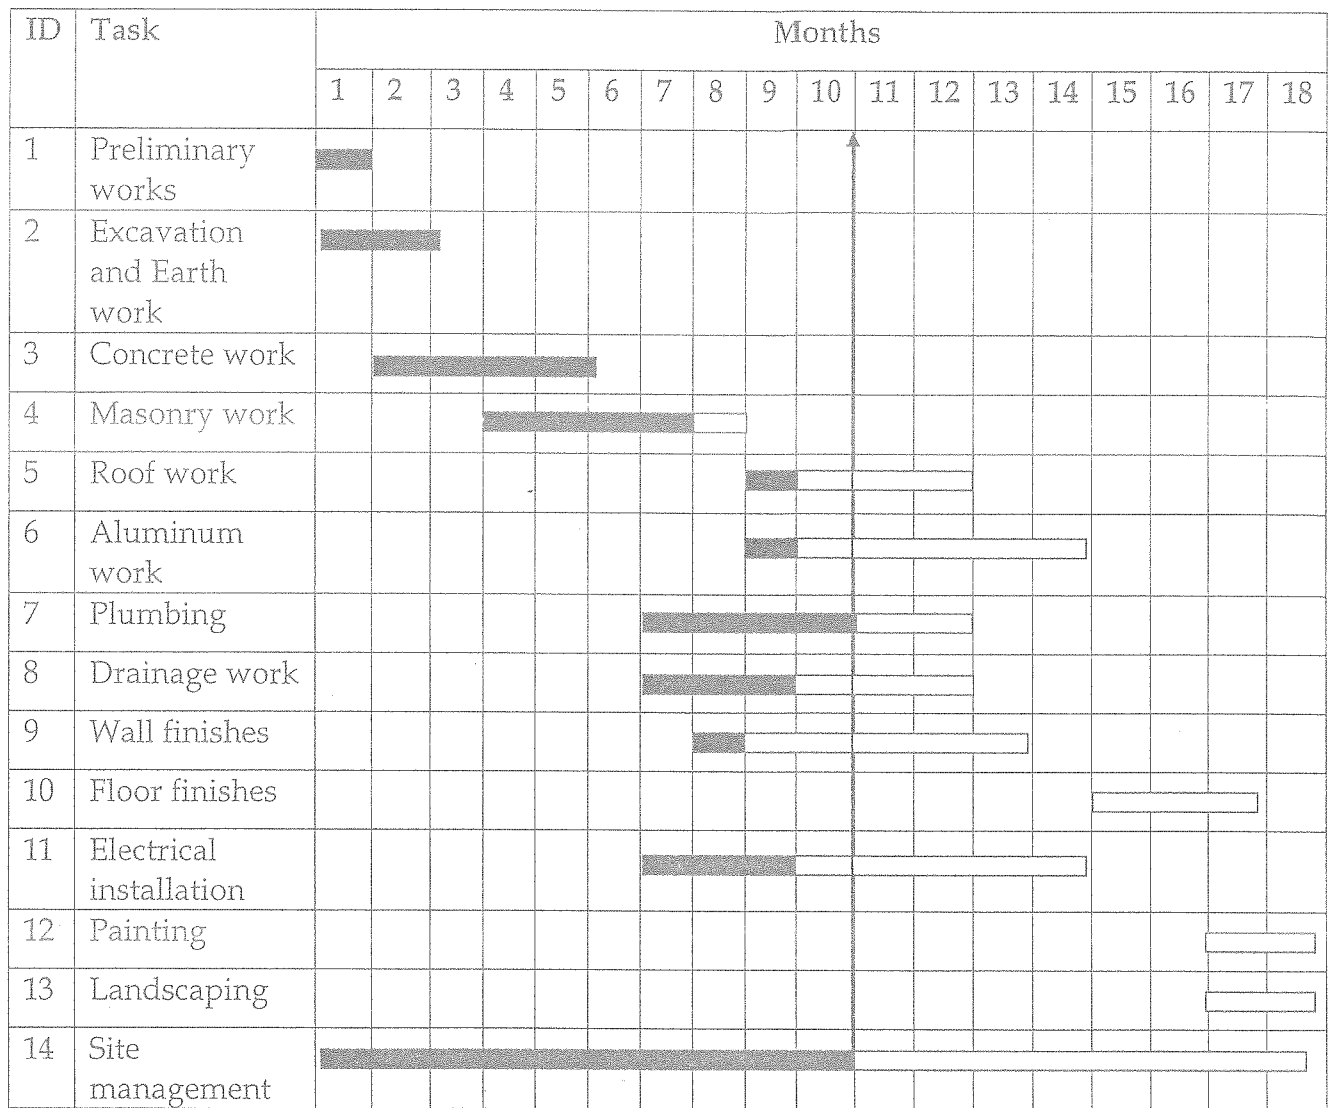 ID Task Months
1 2 3 4 5 6 7 8 9 10 11 12 13 14 15 16 17 18
1 Preliminary
works
2 Excavation
and Earth
work
3 Concrete work
4 Masonry work
5 Roof work
6 Aluminum
work
7 Plumbing
8 Drainage work
9 Wall finishes
10 Floor finishes
11 Electrical
installation
12 Painting
13 Landscaping
14 Site
management